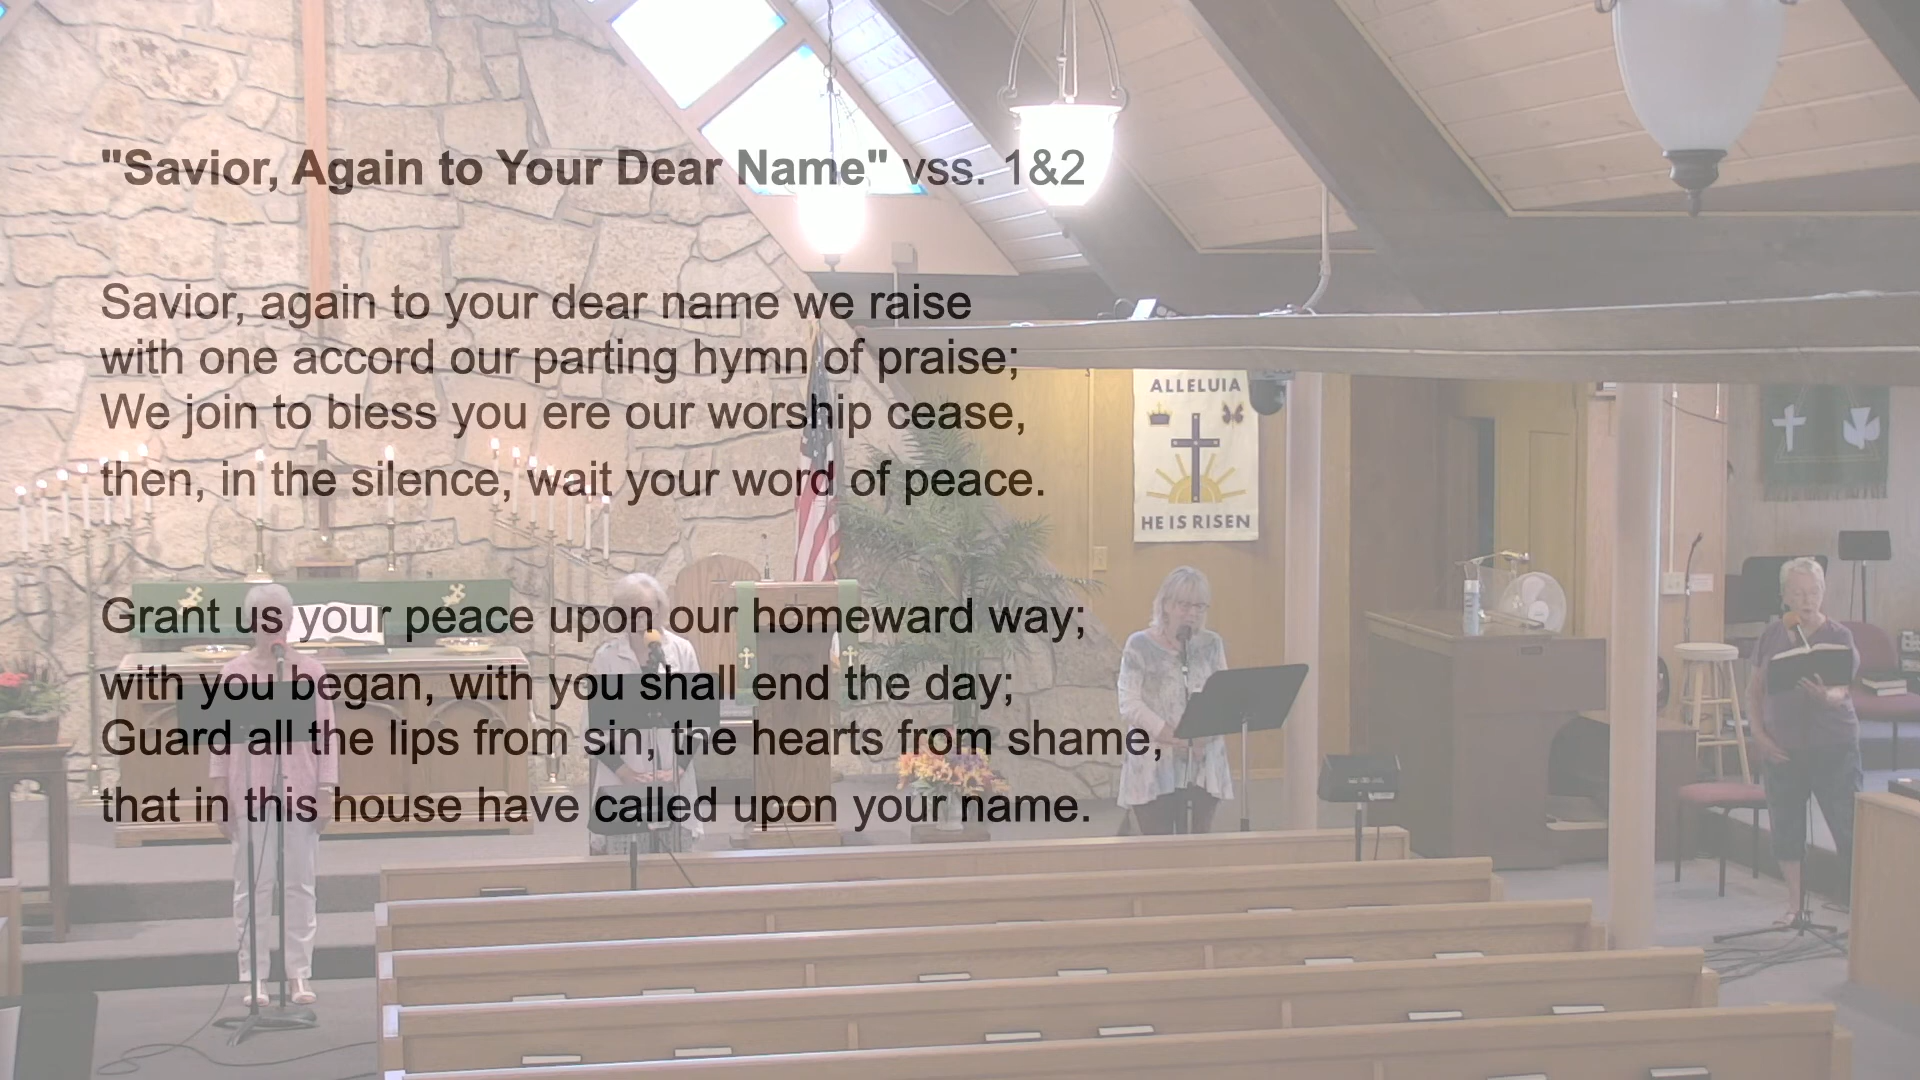 "Savior, Again to Your Dear Name" vss. 1&2
Savior, again to your dear name we raise
with one accord our parting hymn of praise;
We join to bless you ere our worship cease,
then, in the silence, wait your word of peace.
Grant us your peace upon our homeward way;
with you began, with you shall end the day;
Guard all the lips from sin, the hearts from shame,
that in this house have called upon your name.
ALLELUIA
HE IS RISEN